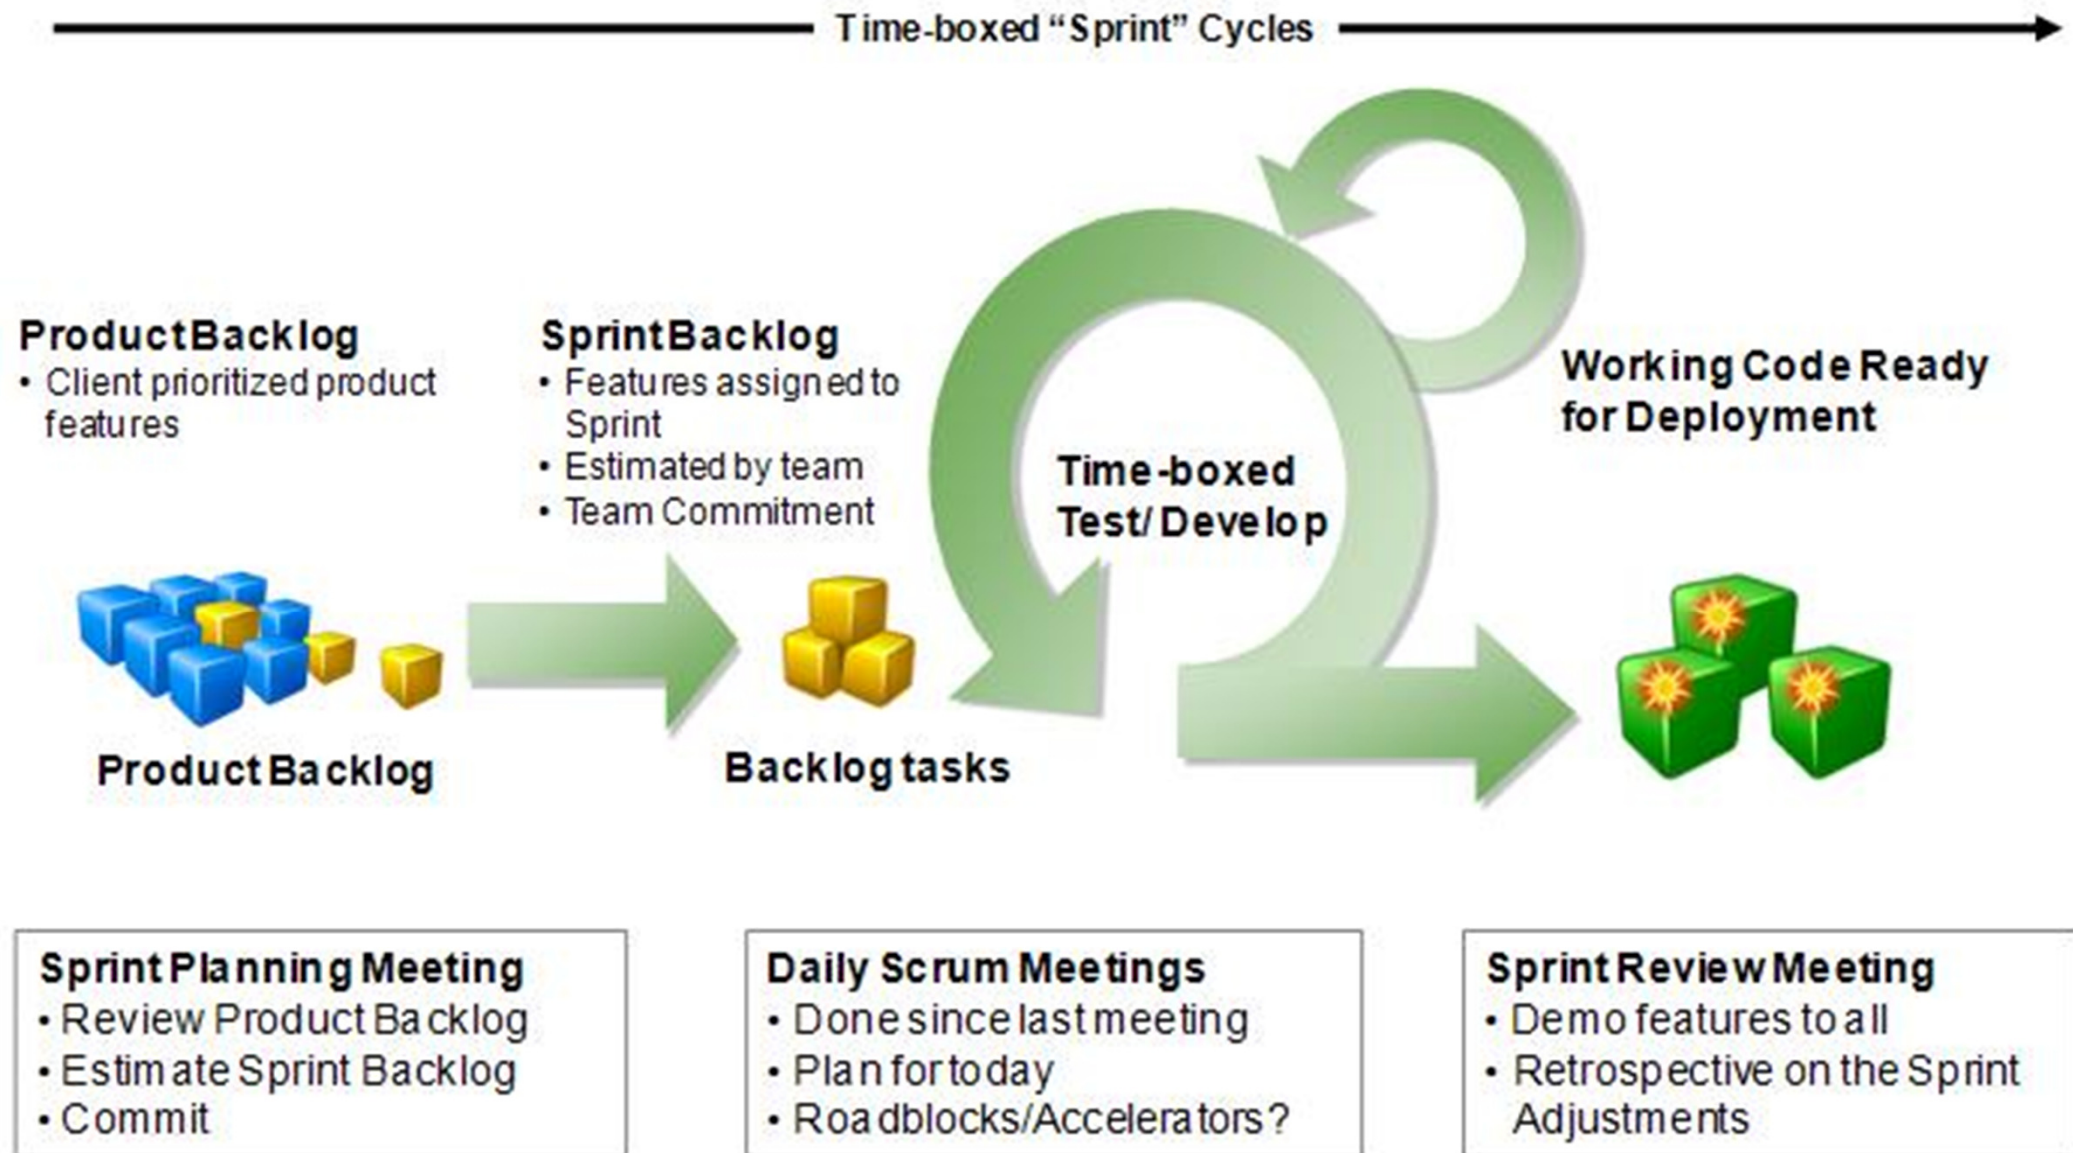 Time-boxed “Sprint” Cycles
Product Backlog
• Client prioritized product
features
Sprint Backlog
• Features assigned to
Sprint
• Estimated by team
• Team Commitment
Time-boxed
Test/ Develop
Working Code Ready
for Deployment
Product Backlog
Backlog tasks
Sprint Planning Meeting
• Review Product Backlog
• Estimate Sprint Backlog
• Commit
Daily Scrum Meetings
• Done since last meeting
• Plan for today
• Roadblocks/Accelerators?
Sprint Review Meeting
• Demo features to all
• Retrospective on the Sprint
Adjustments